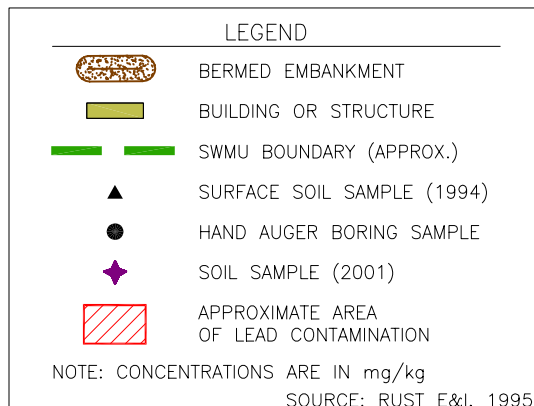 LEGEND
BERMED EMBANKMENT
BUILDING OR STRUCTURE
SWMU BOUNDARY (APPROX.)
SURFACE SOIL SAMPLE (1994)
HAND AUGER BORING SAMPLE
SOIL SAMPLE (2001)
APPROXIMATE AREA
OF LEAD CONTAMINATION
NOTE: CONCENTRATIONS ARE IN mg/kg
SOURCE: RUST E&I, 1995